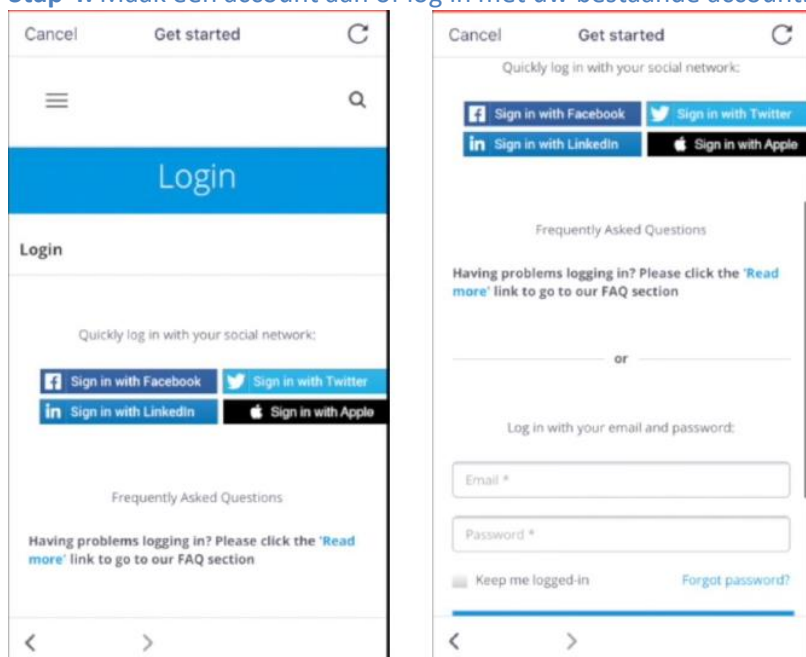 Stap Maak een account aan of log in met uw bestaande account.
Cancel Get started
Login
Login
Quickly log in with your social network:
Sign in with Facebook Sign in with Twitter
Sign in with LinkedIn Sign in with Apple
Frequently Asked Questions
Having problems logging in? Please click the 'Read
more' link to go to our FAQ section
Cancel Get started
Quickly log in with your social network:
Sign in with Facebook Sign in with Twitter
Sign in with LinkedIn Sign in with Apple
Frequently Asked Questions
Having problems logging in? Please click the 'Read
more' link to go to our FAQ section
or
Log in with your email and password:
Email *
Password *
Keep me logged-in Forgot password?